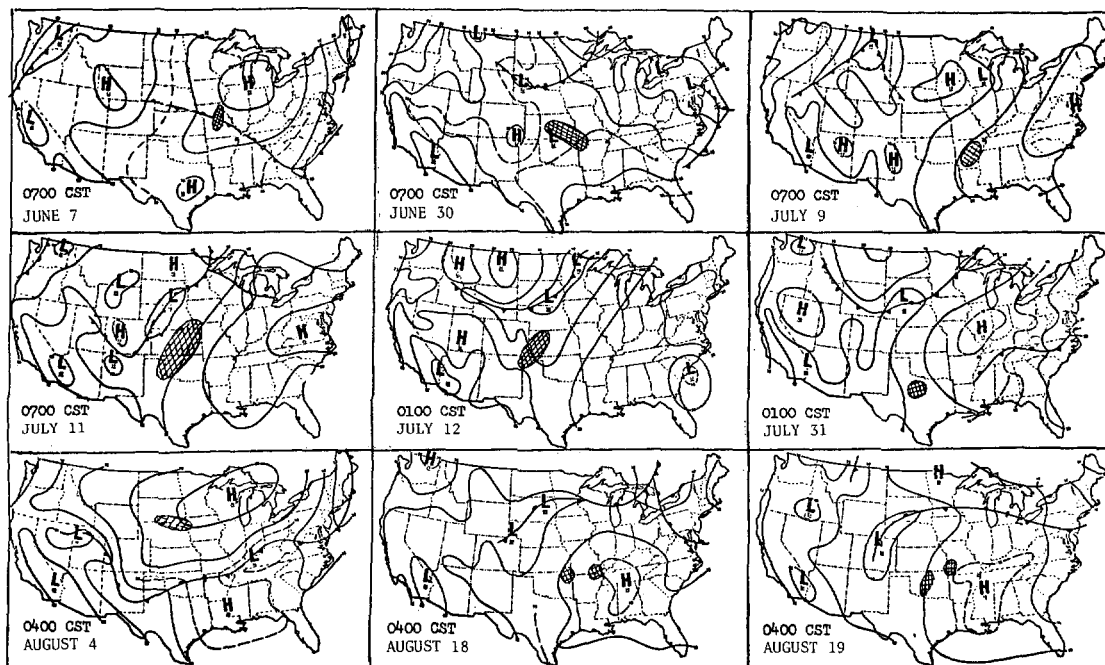 L
H
H
L
H
0700 CST
JUNE 7
L
L
L
H
L
L
0700 CST
JUNE 30
L
H
L
H
L
H
H
0700 CST
JULY 9
L
H
L
L
H
H
L
L
0700 CST
JULY 11
H
H
L
L
H
L
L
0100 CST
JULY 12
L
L
H
H
L
0100 CST
JULY 31
H
L
L
L
H
0400 CST
AUGUST 4
H
L
L
L
H
0400 CST
AUGUST 18
H
L
L
L
H
0400 CST
AUGUST 19